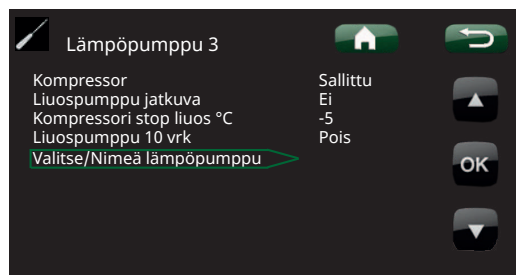 Lämpöpumppu 3
Kompressor Sallittu
Liuospumppu jatkuva Ei
Kompressori stop liuos °C -5
Liuospumppu 10 vrk Pois
Valitse/Nimeä lämpöpumppu
OK